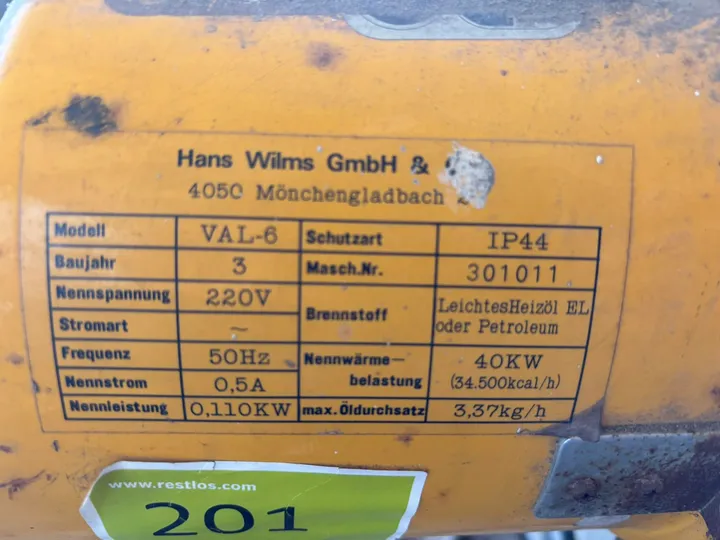 Hans Wilms GmbH &
4050 Mönchengladbach
Modell VAL-6 Schutzart IP44
Baujahr 3 Masch.Nr. 301011
Nennspannung 220V Brennstoff LeichtesHeizöl EL
oder Petroleum
Stromart ~
Frequenz 50Hz Nennwärme- 40KW
Nennstrom 0,5A belastung (34.500kcal/h)
Nennleistung 0,110KW max.Öldurchsatz 3,37kg/h
www.restlos.com
201